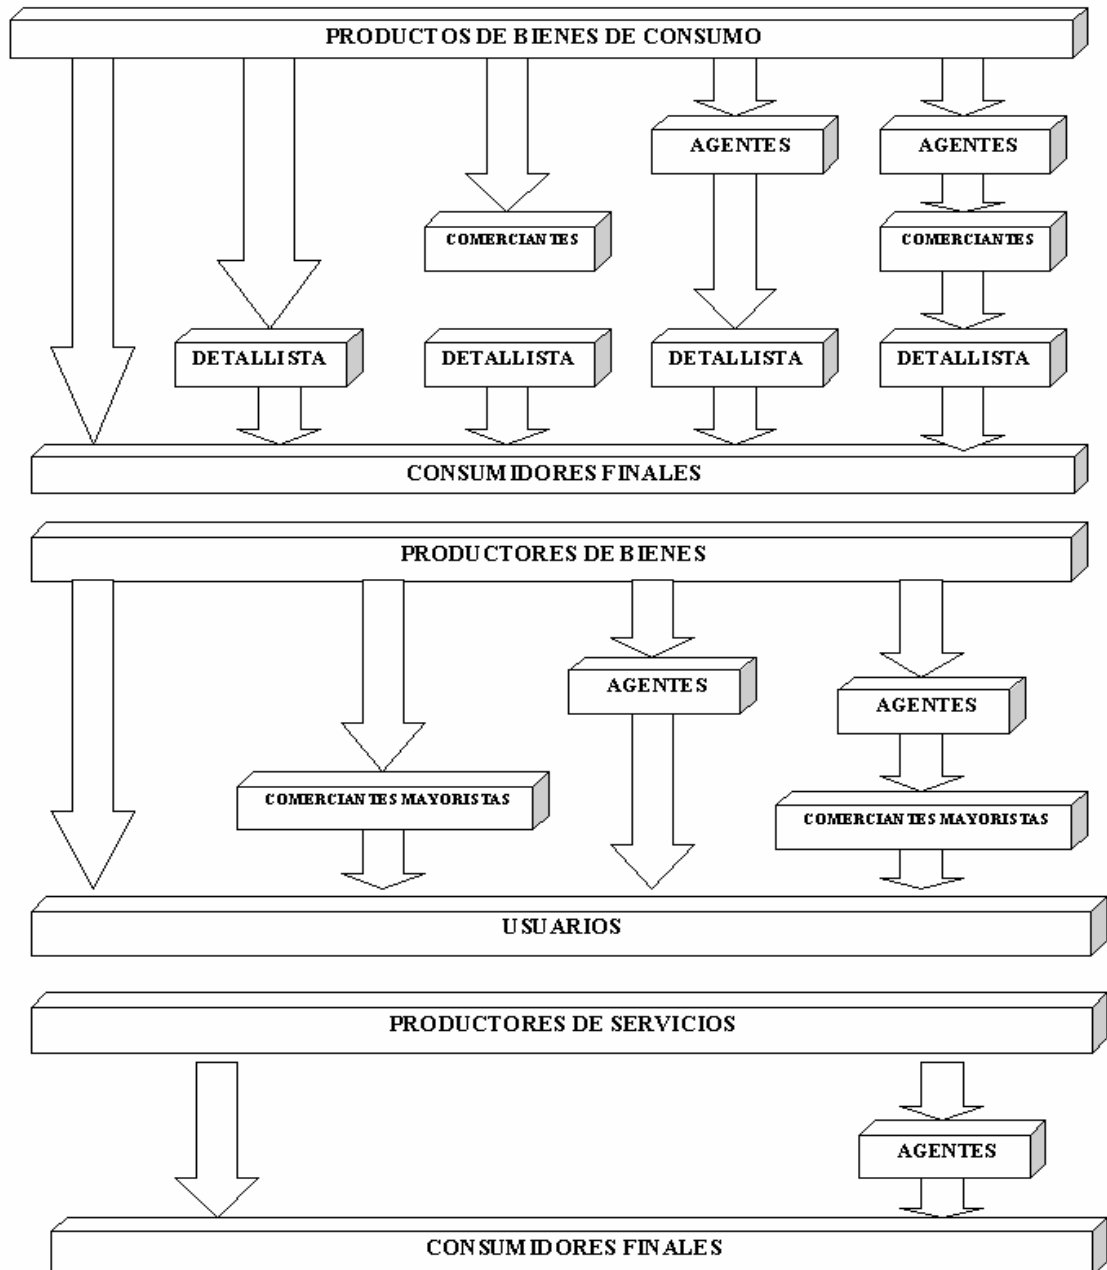 PRODUCTOS DE BIENES DE CONSUMO
AGENTES
AGENTES
COMERCIANTES
COMERCIANTES
DETALLISTA
DETALLISTA
DETALLISTA
DETALLISTA
CONSUMIDORES FINALES
PRODUCTORES DE BIENES
AGENTES
AGENTES
COMERCIANTES MAYORISTAS
COMERCIANTES MAYORISTAS
USUARIOS
PRODUCTORES DE SERVICIOS
AGENTES
CONSUMIDORES FINALES